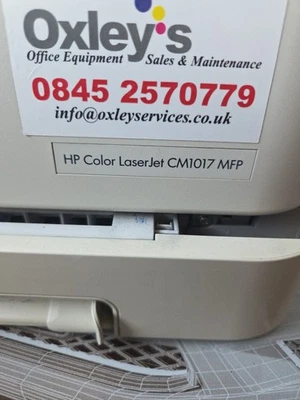 Oxley's
Office Equipment Sales & Maintenance
0845 2570779
info@oxleyservices.co.uk
HP Color LaserJet CM1017 MFP